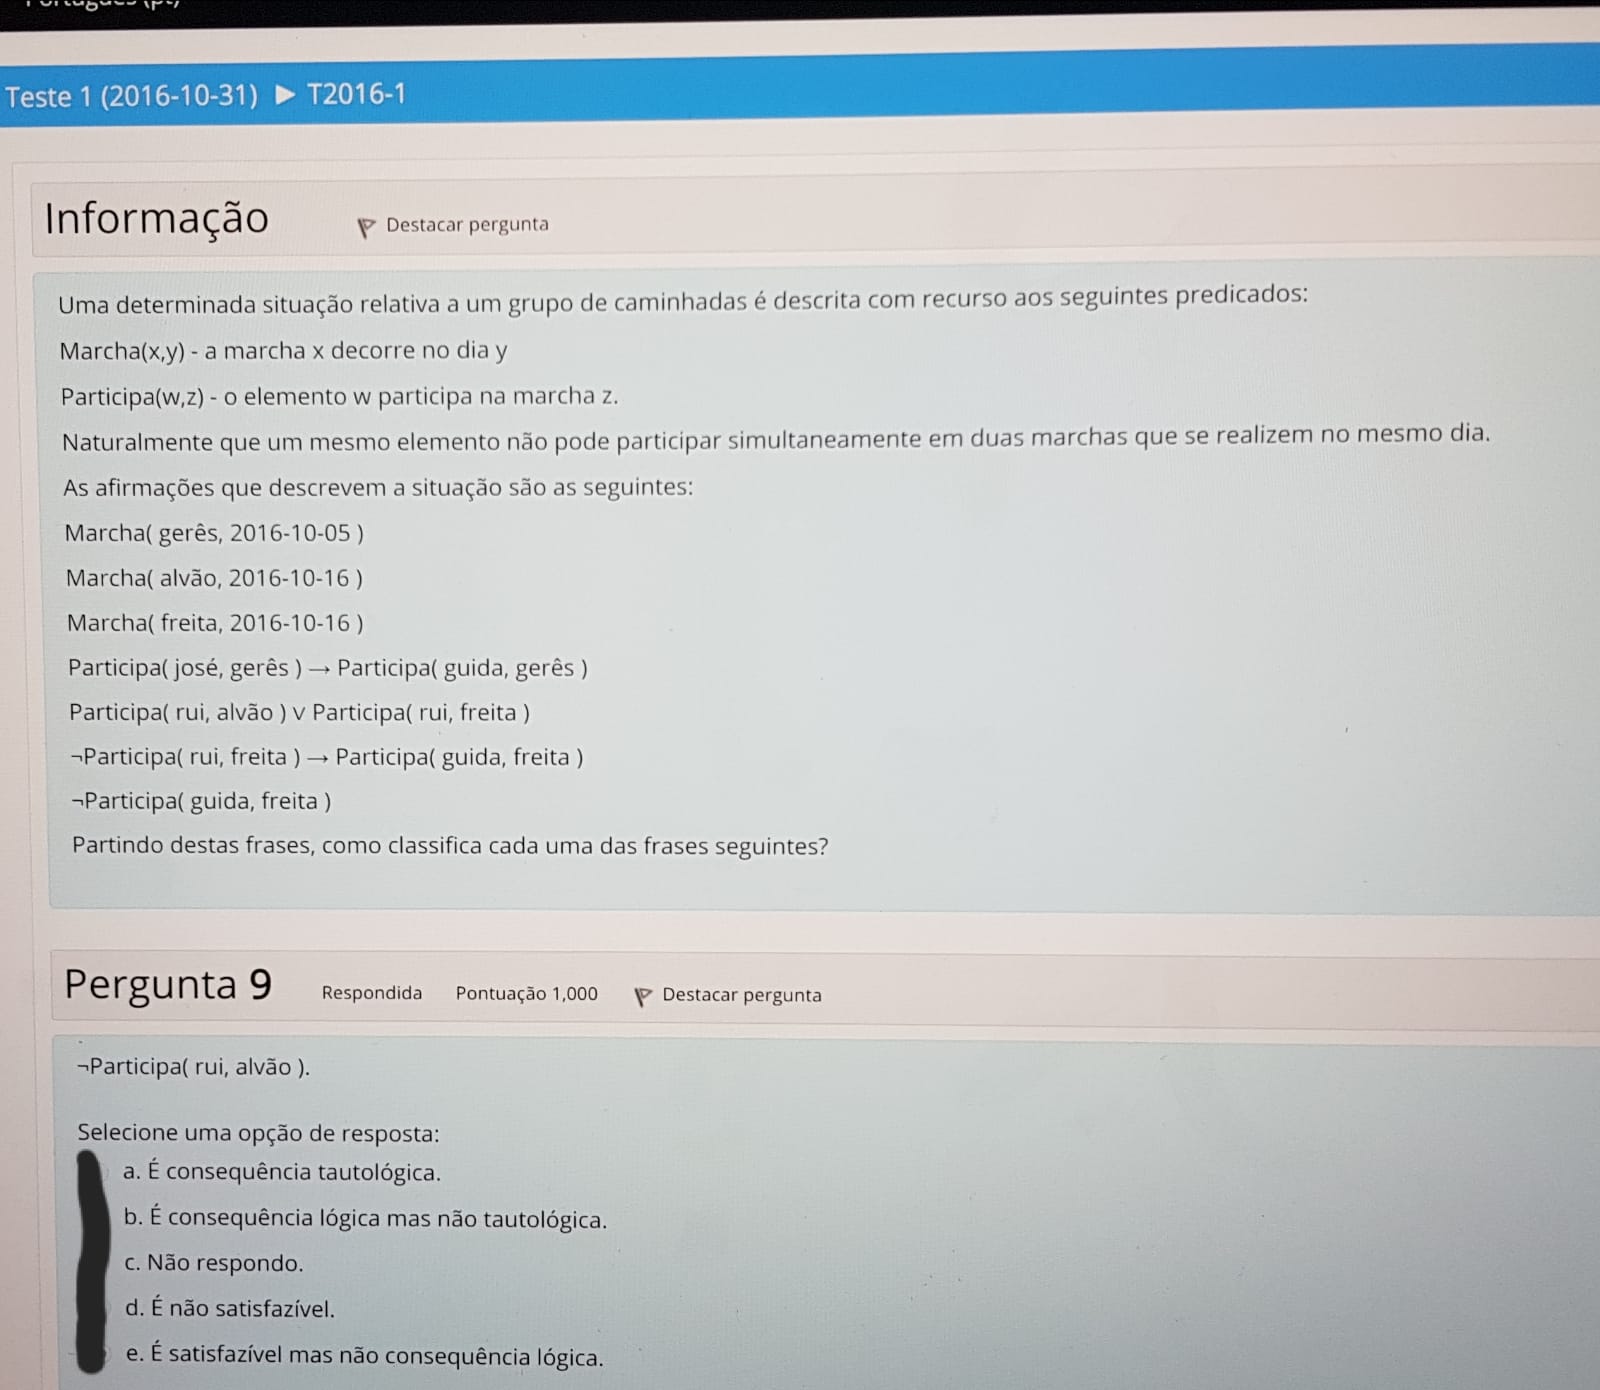 Teste 1 (2016-10-31) ▶ T2016-1
Informação
Destacar pergunta
Uma determinada situação relativa a um grupo de caminhadas é descrita com recurso aos seguintes predicados:
Marcha(x,y) - a marcha x decorre no dia y
Participa(w,z) - o elemento w participa na marcha z.
Naturalmente que um mesmo elemento não pode participar simultaneamente em duas marchas que se realizem no mesmo dia.
As afirmações que descrevem a situação são as seguintes:
Marcha( gerês, 2016-10-05 )
Marcha( alvão, 2016-10-16 )
Marcha( freita, 2016-10-16 )
Participa( josé, gerês ) → Participa( guida, gerês )
Participa( rui, alvão ) ∨ Participa( rui, freita )
¬Participa( rui, freita ) → Participa( guida, freita )
¬Participa( guida, freita )
Partindo destas frases, como classifica cada uma das frases seguintes?
Pergunta 9
Respondida
Pontuação 1,000
Destacar pergunta
¬Participa( rui, alvão ).
Selecione uma opção de resposta:
a. É consequência tautológica.
b. É consequência lógica mas não tautológica.
c. Não respondo.
d. É não satisfazível.
e. É satisfazível mas não consequência lógica.